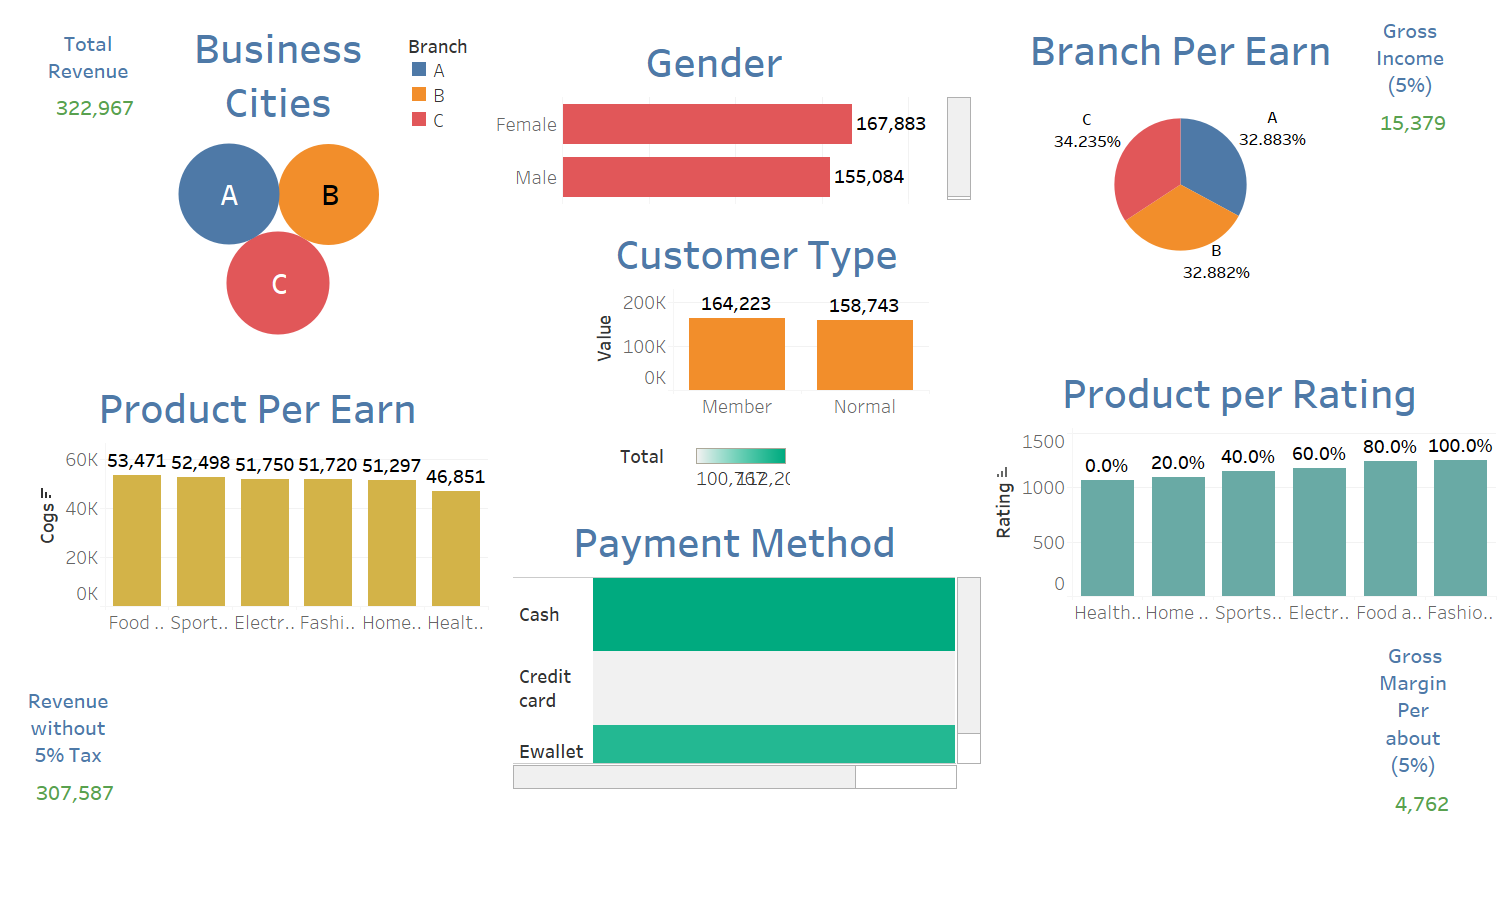 Total
Revenue
322,967
Business
Cities
Branch
A
B
C
A
B
C
Gender
Female
167,883
Male
155,084
Branch Per Earn
C
34.235%
A
32.883%
B
32.882%
Gross
Income
(5%)
15,379
Customer Type
Value
200K
100K
0K
164,223
158,743
Member
Normal
Total
Product Per Earn
Cogs
60K
40K
20K
0K
53,471 52,498 51,750 51,720 51,297 46,851
Food .. Sport.. Electr.. Fashi.. Home.. Healt..
Payment Method
Cash
Credit
card
Ewallet
Product per Rating
Rating
1500
1000
500
0
0.0% 20.0% 40.0% 60.0% 80.0% 100.0%
Health.. Home .. Sports.. Electr.. Food a.. Fashio..
Revenue
without
5% Tax
307,587
Gross
Margin
Per
about
(5%)
4,762